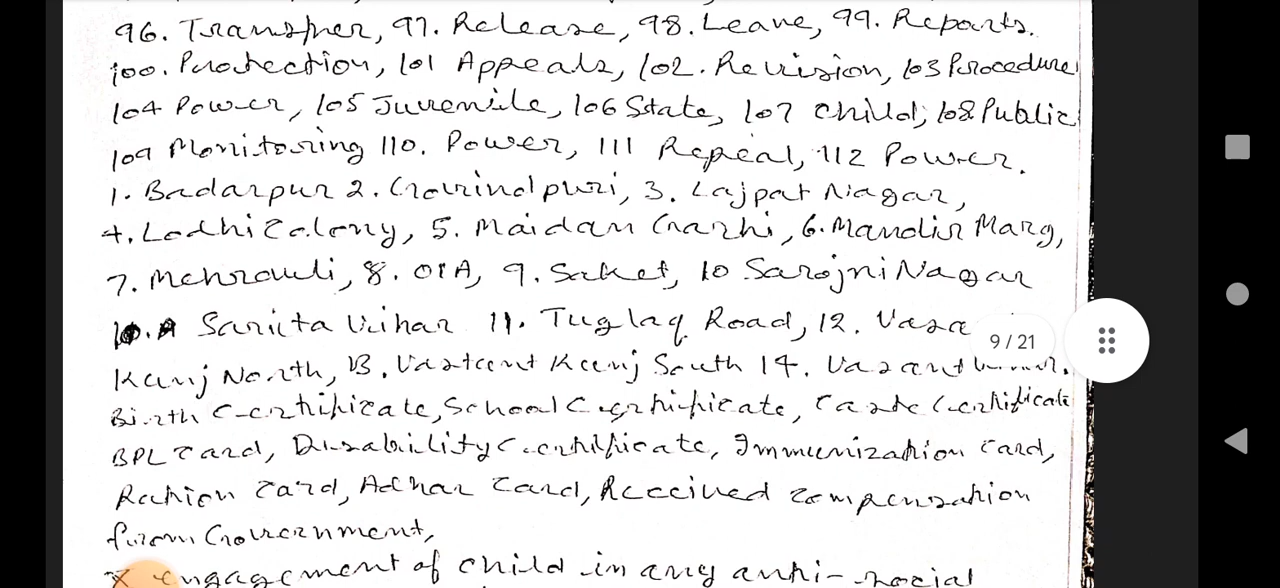 96. Transfer, 97. Release, 98. Leave, 99. Reports.
100. Protection, 101 Appeals, 102. Revision, 103 Procedure
104 Power, 105 Juvenile, 106 State, 107 Child, 108 Public
109 Monitoring 110. Power, 111 Repeal, 112 Power.
1. Badarpur 2. Govindpuri, 3. Lajpat Nagar,
4. Lodhi Colony, 5. Maidan Garhi, 6. Mandir Marg,
7. Mehrauli, 8. OIA, 9. Saket, 10 Sarojni Nagar
10.A Sarita Vihar 11. Tuglaq Road, 12. Vasa
Kunj North, 13. Vastant Kunj South 14. Vasant
Birth Certificate, School Certificate, Caste Certificate
BPL Card, Disability Certificate, Immunization Card,
Ration Card, Adhar Card, Received Compensation
from Government,
engagement of child in any anti-social
9 / 21